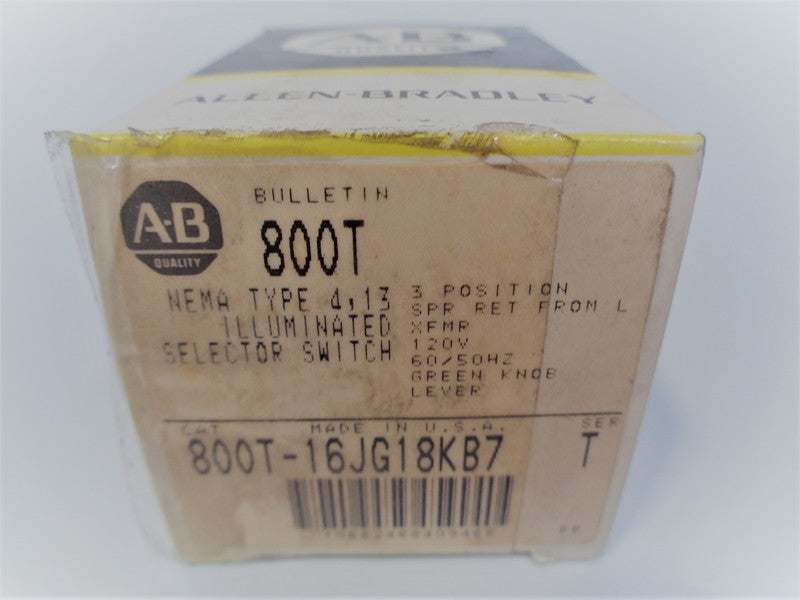 A-B
QUALITY
ALLEN-BRADLEY
A-B
QUALITY
BULLETIN
800T
NEMA TYPE 4,13
ILLUMINATED
SELECTOR SWITCH
3 POSITION
SPR RET FROM L
XFMR
120V
60/50HZ
GREEN KNOB
LEVER
CAT
MADE IN U.S.A.
SER
800T-16JG18KB7
T